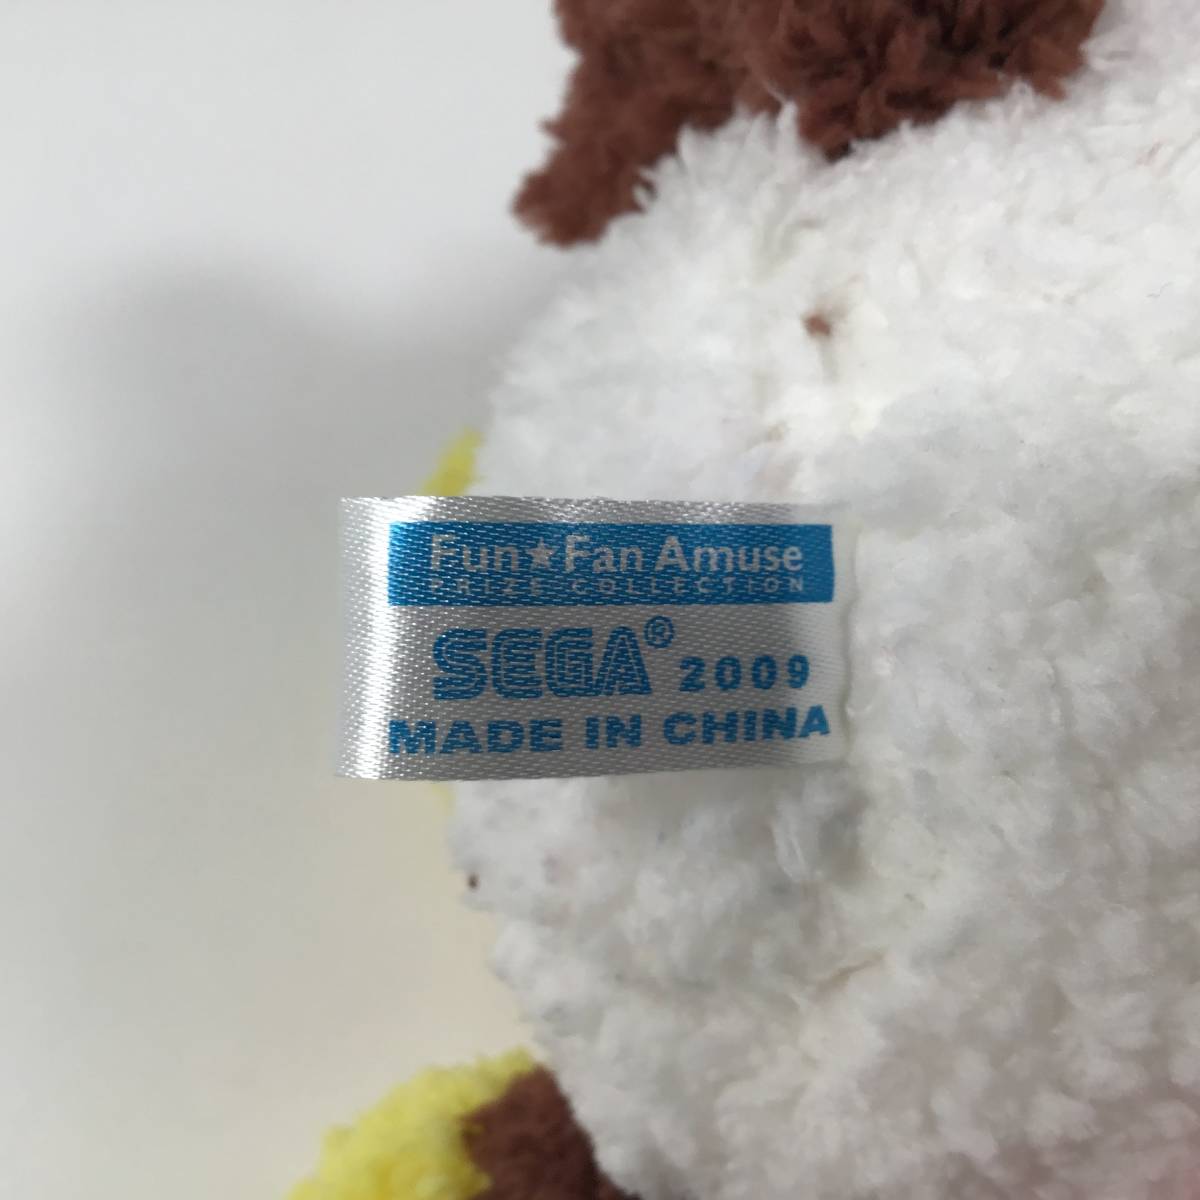 Fun★Fan Amuse
PRIZE COLLECTION
SEGA® 2009
MADE IN CHINA